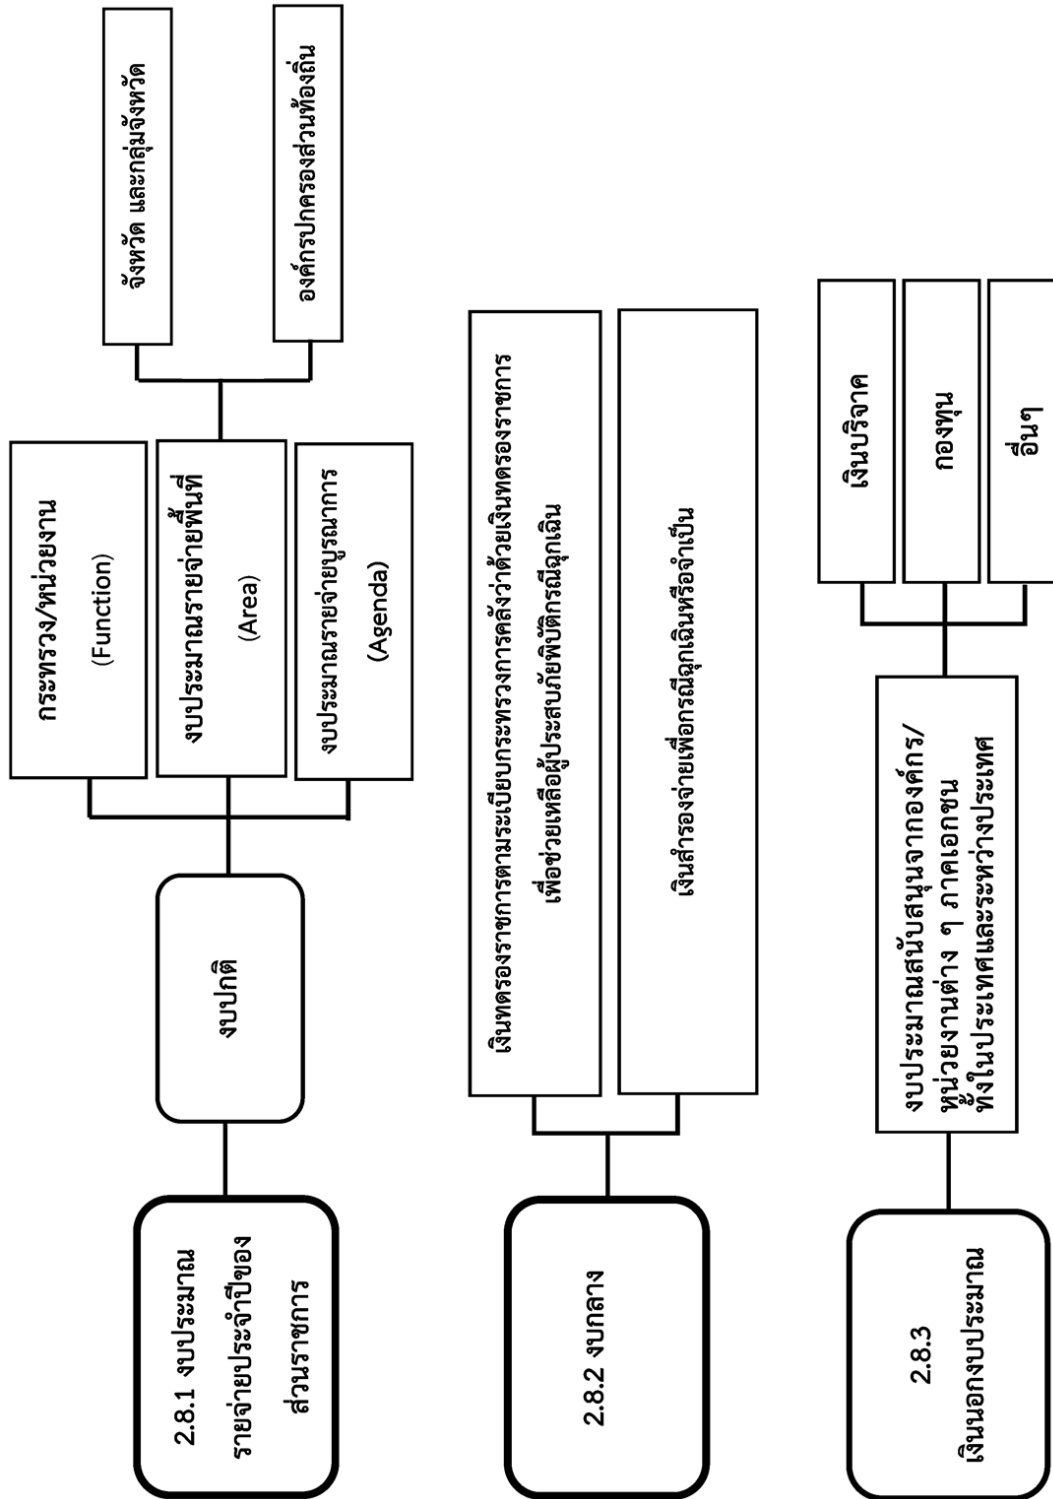 2.8.1 งบประมาณ
รายจ่ายประจำปีของ
ส่วนราชการ
งบปกติ
กระทรวง/หน่วยงาน
(Function)
งบประมาณรายจ่ายพื้นที่
(Area)
งบประมาณรายจ่ายบูรณาการ
(Agenda)
จังหวัด และกลุ่มจังหวัด
องค์กรปกครองส่วนท้องถิ่น
2.8.2 งบกลาง
เงินทดรองราชการตามระเบียบกระทรวงการคลังว่าด้วยเงินทดรองราชการ
เพื่อช่วยเหลือผู้ประสบภัยพิบัติกรณีฉุกเฉิน
เงินสำรองจ่ายเพื่อกรณีฉุกเฉินหรือจำเป็น
2.8.3
เงินนอกงบประมาณ
งบประมาณสนับสนุนจากองค์กร/
หน่วยงานต่าง ๆ ภาคเอกชน
ทั้งในประเทศและระหว่างประเทศ
เงินบริจาค
กองทุน
อื่นๆ